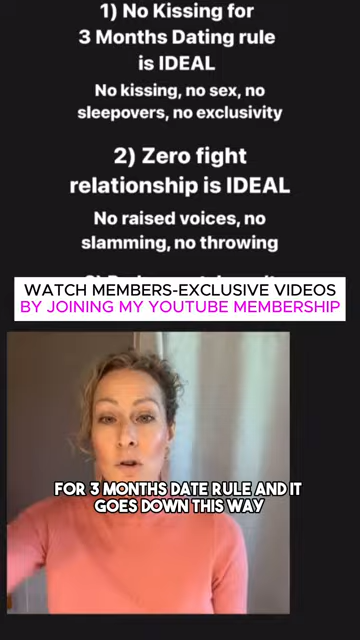 1) No Kissing for
3 Months Dating rule
is IDEAL
No kissing, no sex, no
sleepovers, no exclusivity
2) Zero fight
relationship is IDEAL
No raised voices, no
slamming, no throwing
WATCH MEMBERS-EXCLUSIVE VIDEOS
BY JOINING MY YOUTUBE MEMBERSHIP
FOR 3 MONTHS DATE RULE AND IT
GOES DOWN THIS WAY